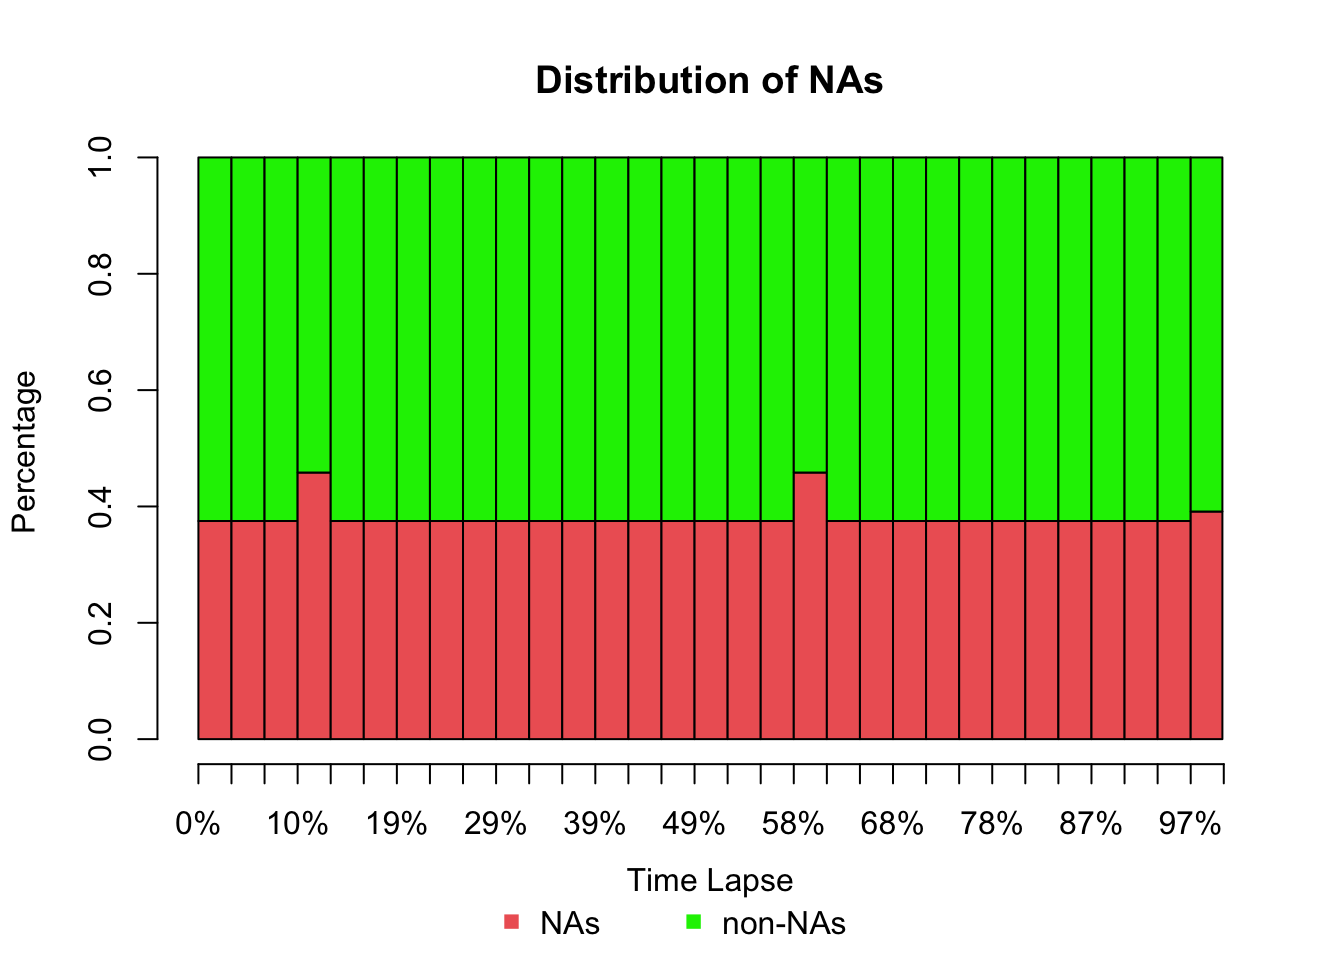 Distribution of NAs
Percentage
1.0
0.8
0.6
0.4
0.2
0.0
0% 10% 19% 29% 39% 49% 58% 68% 78% 87% 97%
Time Lapse
NAs non-NAs